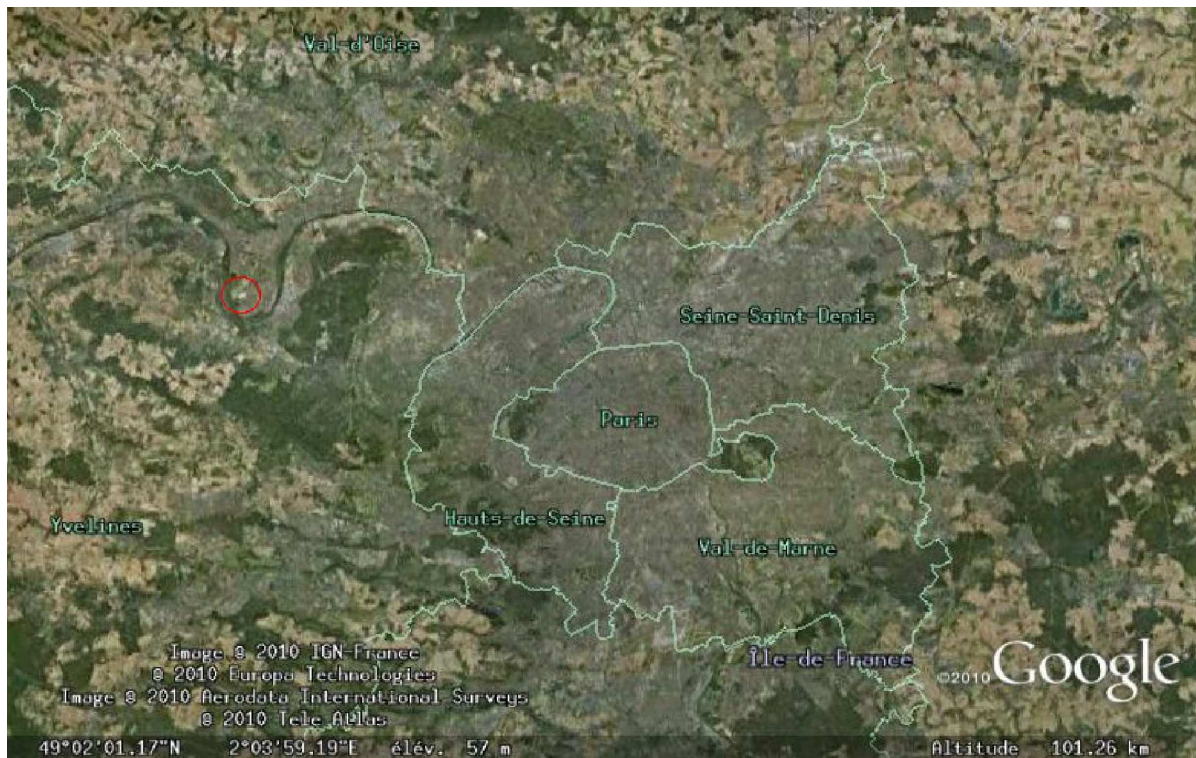 Val-d'Oise
Seine-Saint-Denis
Paris
Hauts-de-Seine
Yvelines
Val-de-Marne
Île-de-France
Image © 2010 IGN-France
© 2010 Europa Technologies
Image © 2010 Aerodata International Surveys
© 2010 Tele Atlas
©2010 Google
49°02'01.17"N 2°03'59.19"E élév. 57 m Altitude 101.26 km